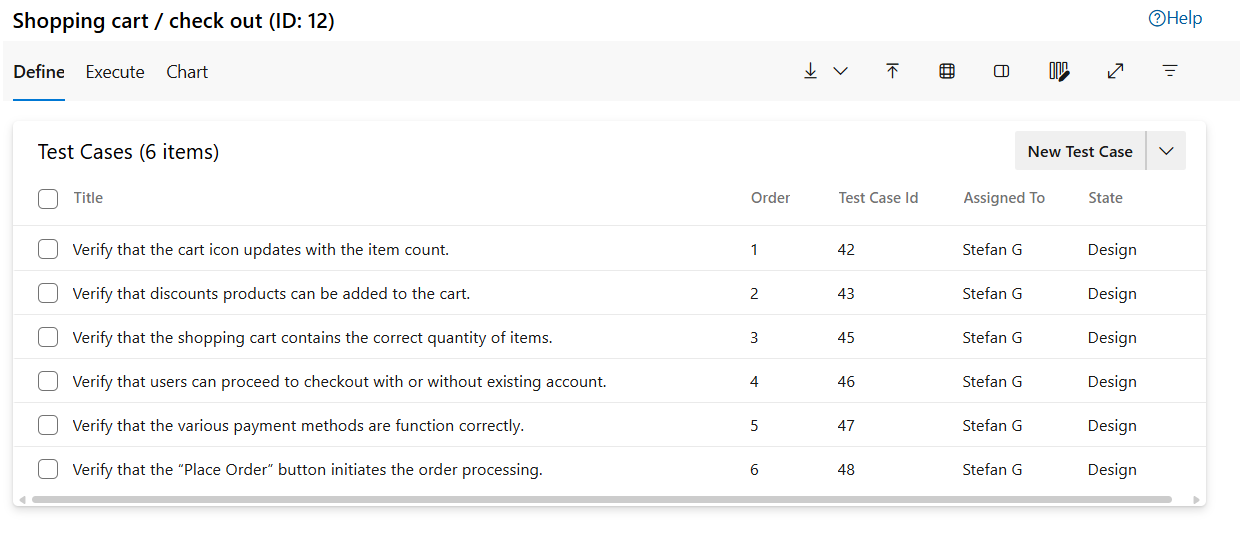 Shopping cart / check out (ID: 12) Help
Define Execute Chart
Test Cases (6 items) New Test Case
Title Order Test Case Id Assigned To State
Verify that the cart icon updates with the item count. 1 42 Stefan G Design
Verify that discounts products can be added to the cart. 2 43 Stefan G Design
Verify that the shopping cart contains the correct quantity of items. 3 45 Stefan G Design
Verify that users can proceed to checkout with or without existing account. 4 46 Stefan G Design
Verify that the various payment methods are function correctly. 5 47 Stefan G Design
Verify that the “Place Order” button initiates the order processing. 6 48 Stefan G Design